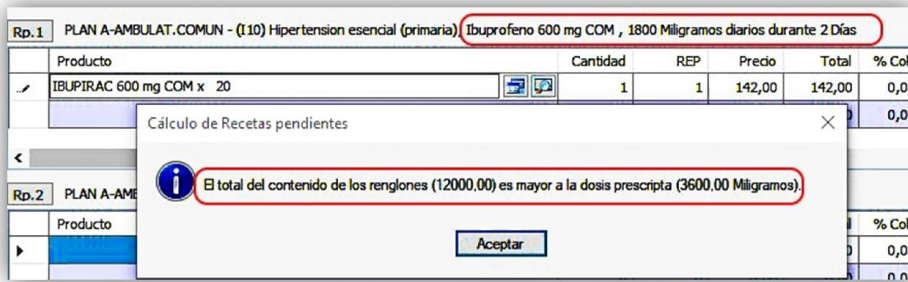 Rp.1 PLAN A-AMBULAT.COMUN - (I10) Hipertension esencial (primaria), Ibuprofeno 600 mg COM , 1800 Miligramos diarios durante 2 Días
Producto Cantidad REP Precio Total % Col
IBUPIRAC 600 mg COM x 20 1 1 142,00 142,00 0,0
0,0
Cálculo de Recetas pendientes
El total del contenido de los renglones (12000,00) es mayor a la dosis prescripta (3600,00 Miligramos).
Aceptar
Rp.2 PLAN A-AMB
Producto % Col
0,0